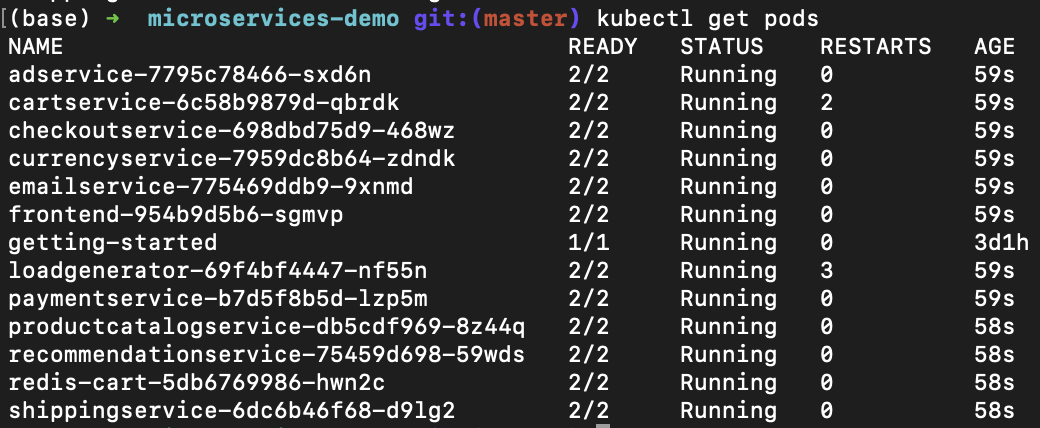 [(base) → microservices-demo git:(master) kubectl get pods
NAME READY STATUS RESTARTS AGE
adservice-7795c78466-sxd6n 2/2 Running 0 59s
cartservice-6c58b9879d-qbrdk 2/2 Running 2 59s
checkoutservice-698dbd75d9-468wz 2/2 Running 0 59s
currencyservice-7959dc8b64-zdndk 2/2 Running 0 59s
emailservice-775469ddb9-9xnmd 2/2 Running 0 59s
frontend-954b9d5b6-sgmvp 2/2 Running 0 59s
getting-started 1/1 Running 0 3d1h
loadgenerator-69f4bf4447-nf55n 2/2 Running 3 59s
paymentservice-b7d5f8b5d-lzp5m 2/2 Running 0 59s
productcatalogservice-db5cdf969-8z44q 2/2 Running 0 58s
recommendationservice-75459d698-59wds 2/2 Running 0 58s
redis-cart-5db6769986-hwn2c 2/2 Running 0 58s
shippingservice-6dc6b46f68-d9lg2 2/2 Running 0 58s